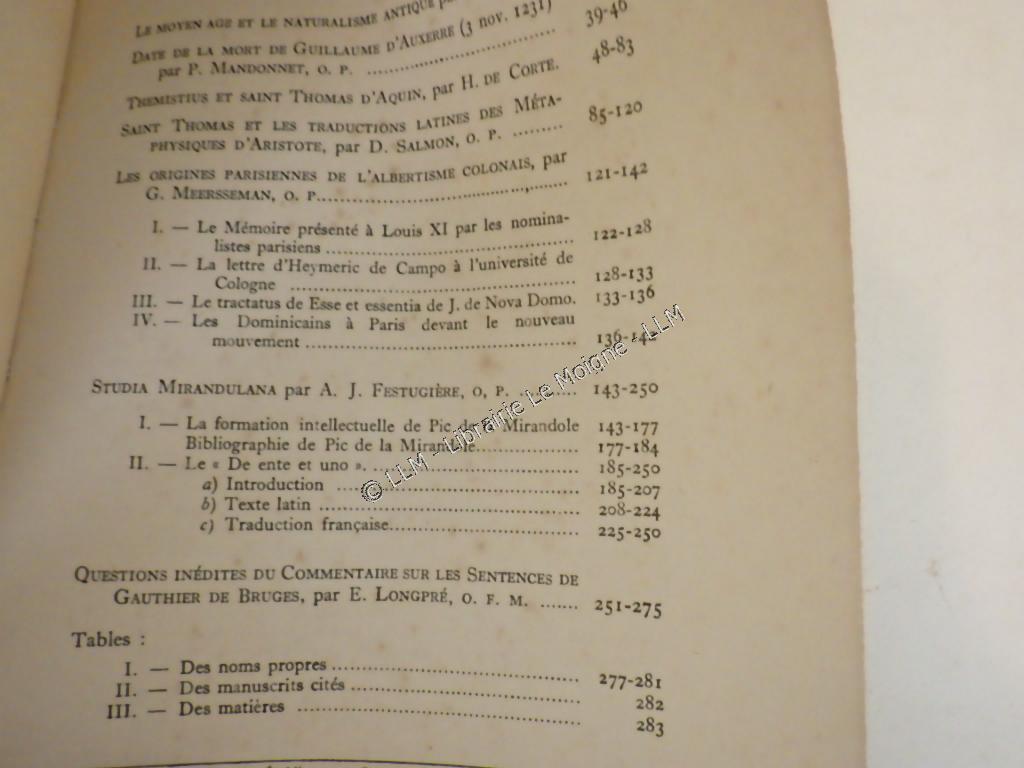 LE MOYEN AGE ET LE NATURALISME ANTIQUE
DATE DE LA MORT DE GUILLAUME D'AUXERRE (3 nov. 1231)
par P. MANDONNET, O. P. .................... 39-46
THEMISTIUS ET SAINT THOMAS D'AQUIN, par H. DE CORTE. 48-83
SAINT THOMAS ET LES TRADUCTIONS LATINES DES MÉTA-
PHYSIQUES D'ARISTOTE, par D. SALMON, O. P. ......... 85-120
LES ORIGINES PARISIENNES DE L'ALBERTISME COLONAIS, par
G. MEERSSEMAN, O. P. .................... 121-142
I. — Le Mémoire présenté à Louis XI par les nomina-
listes parisiens .................... 122-128
II. — La lettre d'Heymeric de Campo à l'université de
Cologne .................... 128-133
III. — Le tractatus de Esse et essentia de J. de Nova Domo. 133-136
IV. — Les Dominicains à Paris devant le nouveau
mouvement .................... 136-142
STUDIA MIRANDULANA par A. J. FESTUGIÈRE, O, P. .......... 143-250
I. — La formation intellectuelle de Pic de la Mirandole 143-177
Bibliographie de Pic de la Mirandole .................... 177-184
II. — Le « De ente et uno ». .................... 185-250
a) Introduction .................... 185-207
b) Texte latin .................... 208-224
c) Traduction française .................... 225-250
QUESTIONS INÉDITES DU COMMENTAIRE SUR LES SENTENCES DE
GAUTHIER DE BRUGES, par E. LONGPRÉ, O. F. M. ....... 251-275
Tables :
I. — Des noms propres .................... 277-281
II. — Des manuscrits cités .................... 282
III. — Des matières .................... 283
© LLM - Librairie Le Moigne - LLM